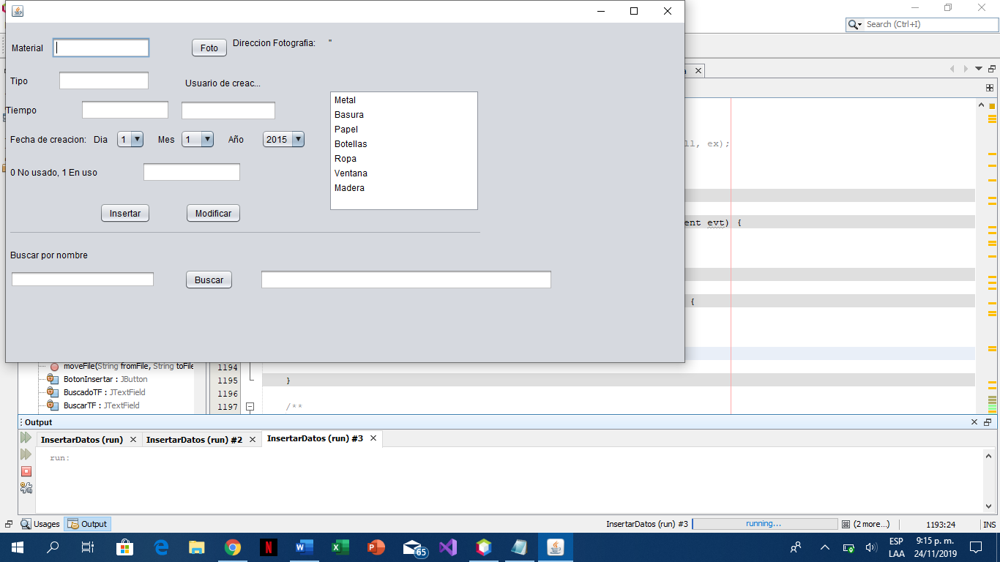 Search (Ctrl+I)
Material
Foto
Direccion Fotografia: "
Tipo
Usuario de creac...
Tiempo
Fecha de creacion: Dia 1 Mes 1 Año 2015
0 No usado, 1 En uso
Metal
Basura
Papel
Botellas
Ropa
Ventana
Madera
Insertar
Modificar
Buscar por nombre
Buscar
ll, ex);
ent evt) {
{
moveFile(String fromFile, String toFile
BotonInsertar : JButton
BuscadoTF : JTextField
BuscarTF : JTextField
1194
1195 }
1196
1197 /**
Output
InsertarDatos (run)
InsertarDatos (run) #2
InsertarDatos (run) #3
run:
Usages
Output
InsertarDatos (run) #3
running...
(2 more...)
1193:24
INS
65
ESP
LAA
9:15 p. m.
24/11/2019